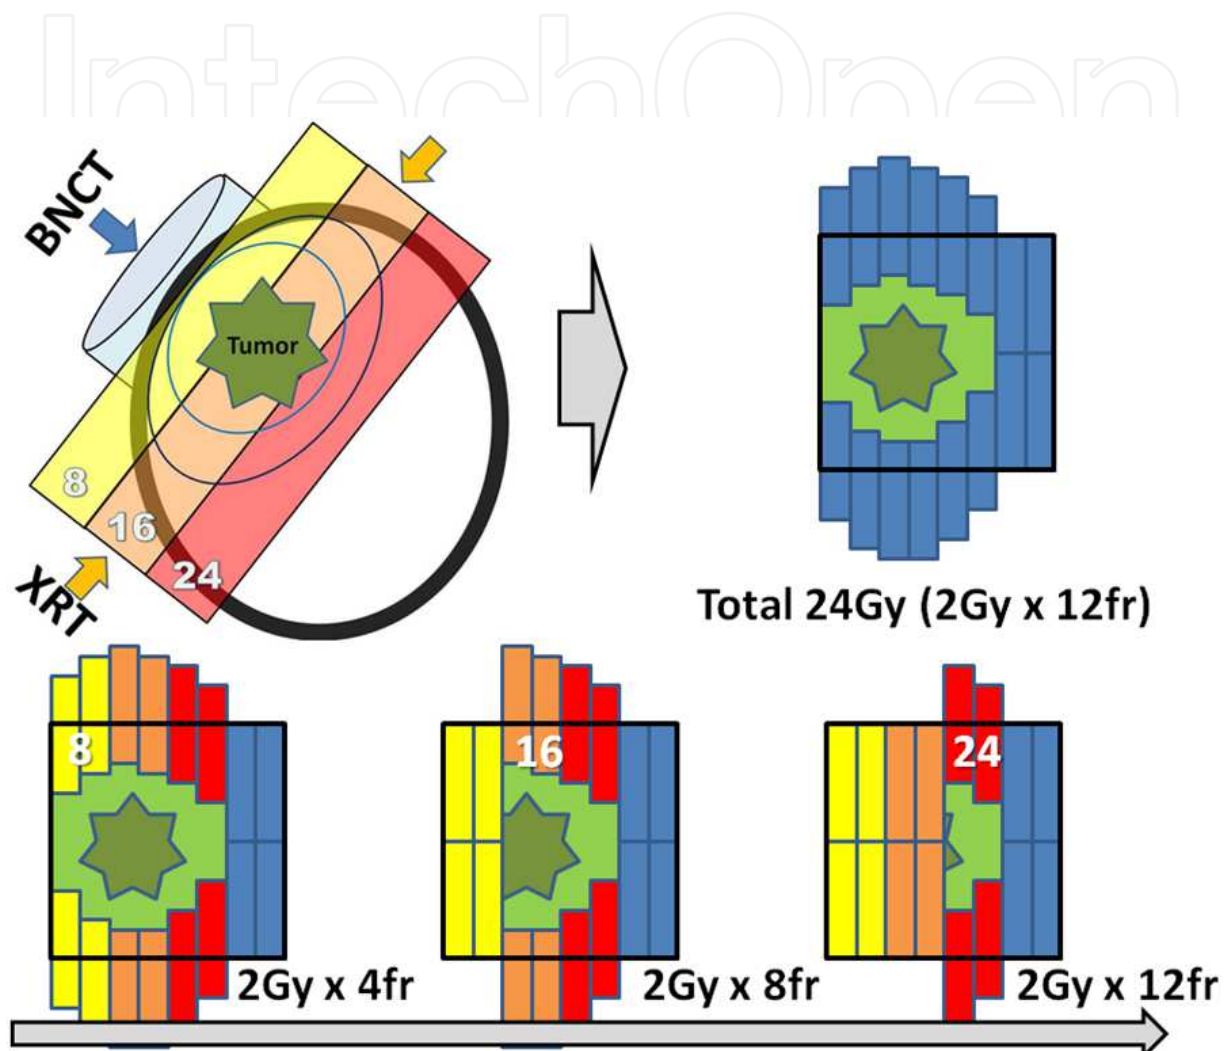 IntechOpen
BNCT
Tumor
8
16
24
XRT
Total 24Gy (2Gy x 12fr)
8
16
24
2Gy x 4fr
2Gy x 8fr
2Gy x 12fr